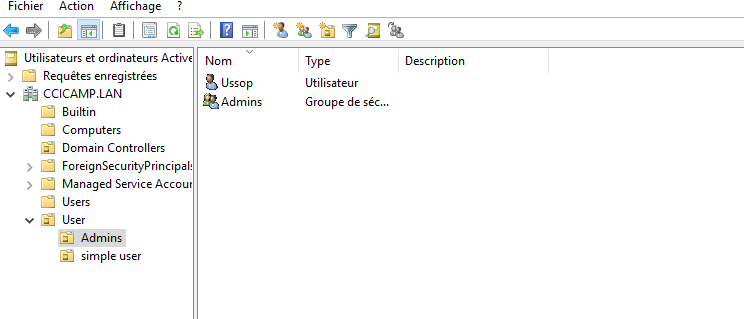 Fichier Action Affichage ?
Utilisateurs et ordinateurs Active
Requêtes enregistrées
CCICAMP.LAN
Builtin
Computers
Domain Controllers
ForeignSecurityPrincipals
Managed Service Accour
Users
User
Admins
simple user
Nom Type Description
Ussop Utilisateur
Admins Groupe de séc...